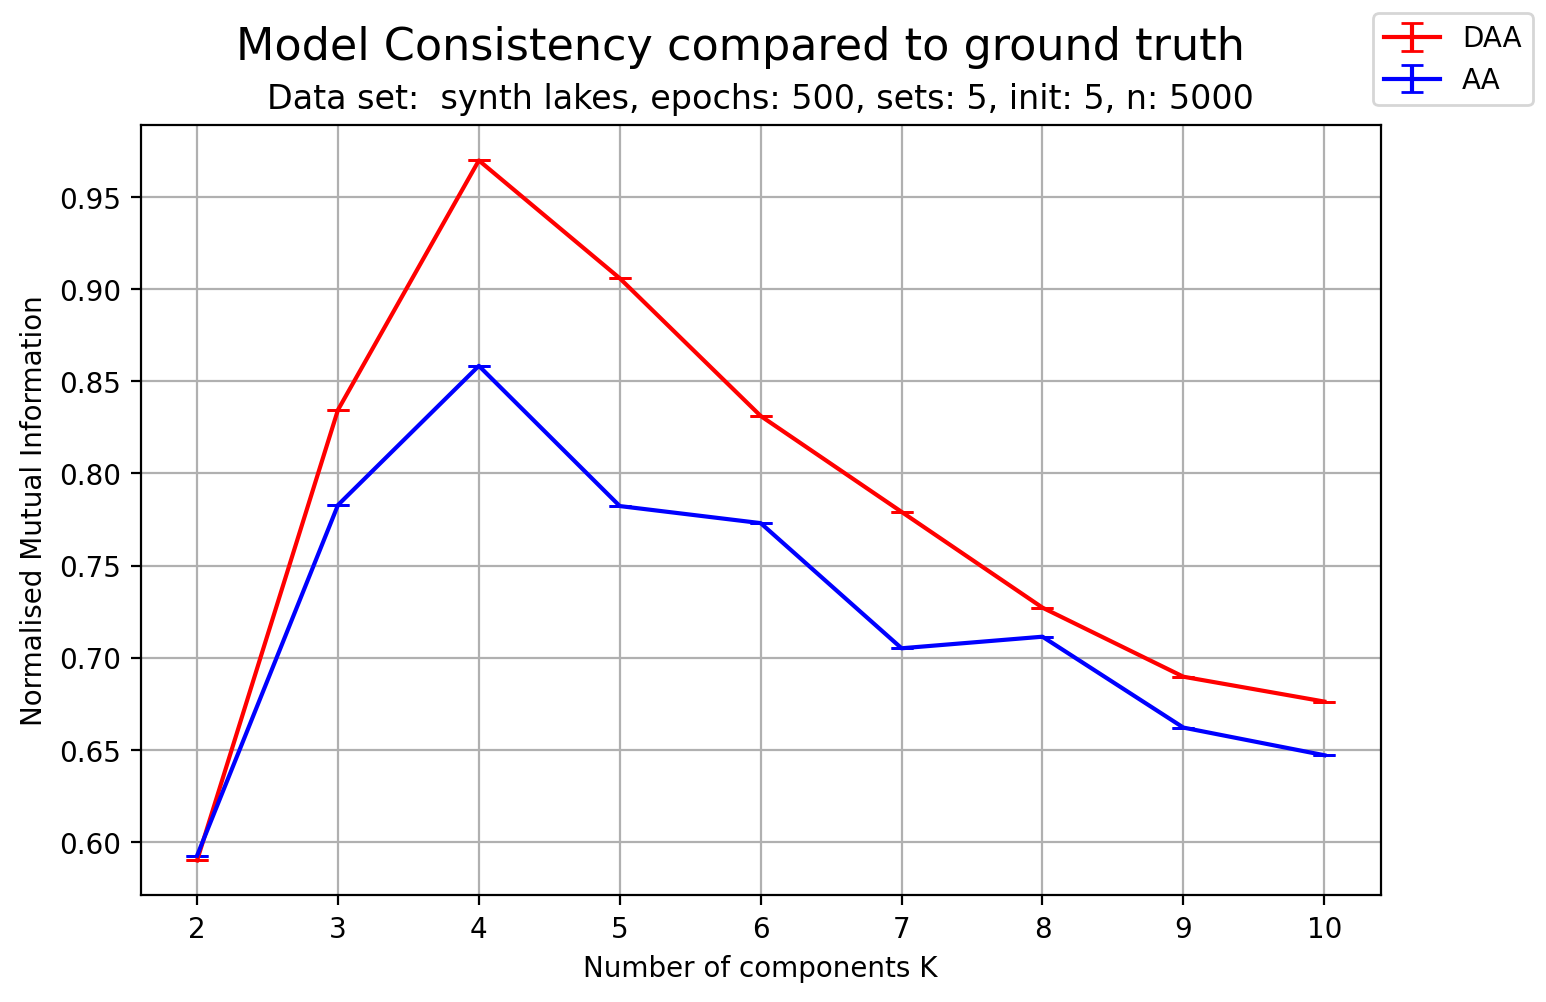 Model Consistency compared to ground truth
Data set:  synth lakes, epochs: 500, sets: 5, init: 5, n: 5000
DAA
AA
Normalised Mutual Information
0.95
0.90
0.85
0.80
0.75
0.70
0.65
0.60
2 3 4 5 6 7 8 9 10
Number of components K